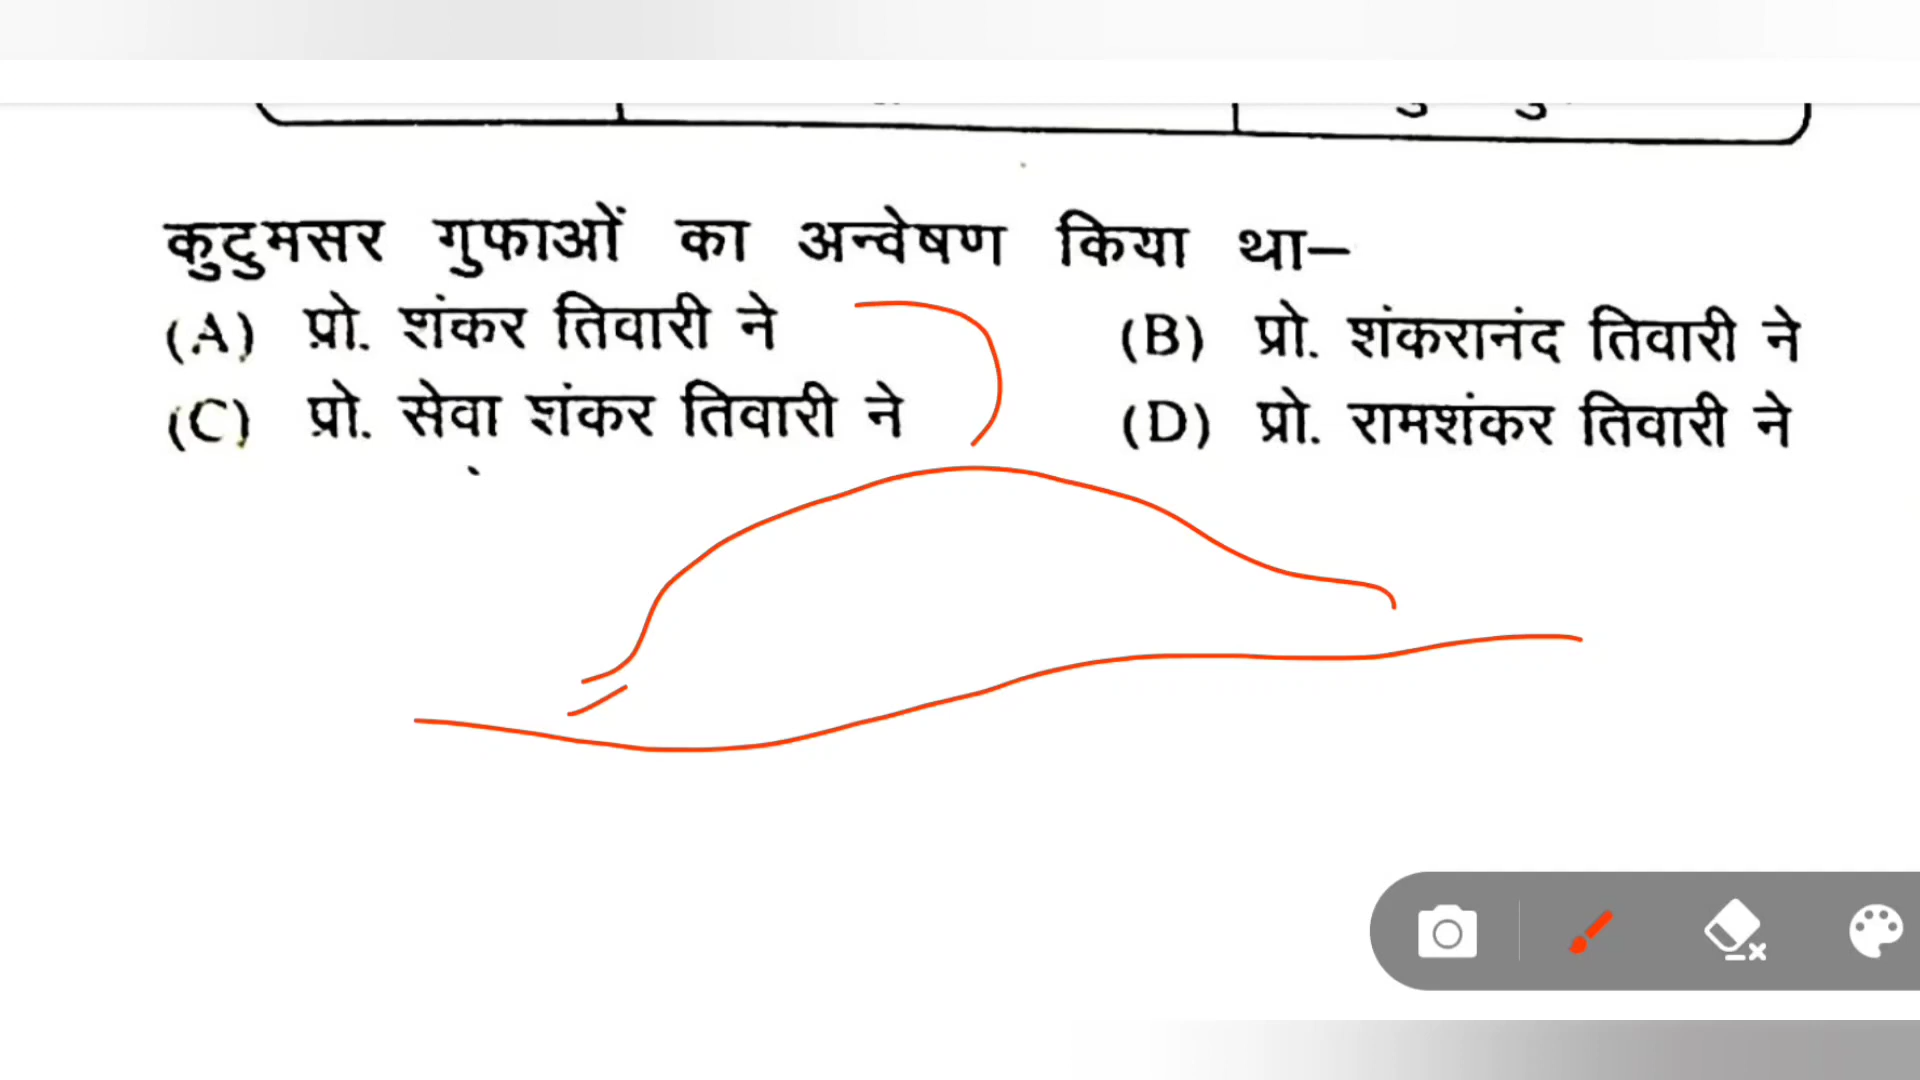 कुटुमसर गुफाओं का अन्वेषण किया था–
(A) प्रो. शंकर तिवारी ने (B) प्रो. शंकरानंद तिवारी ने
(C) प्रो. सेवा शंकर तिवारी ने (D) प्रो. रामशंकर तिवारी ने